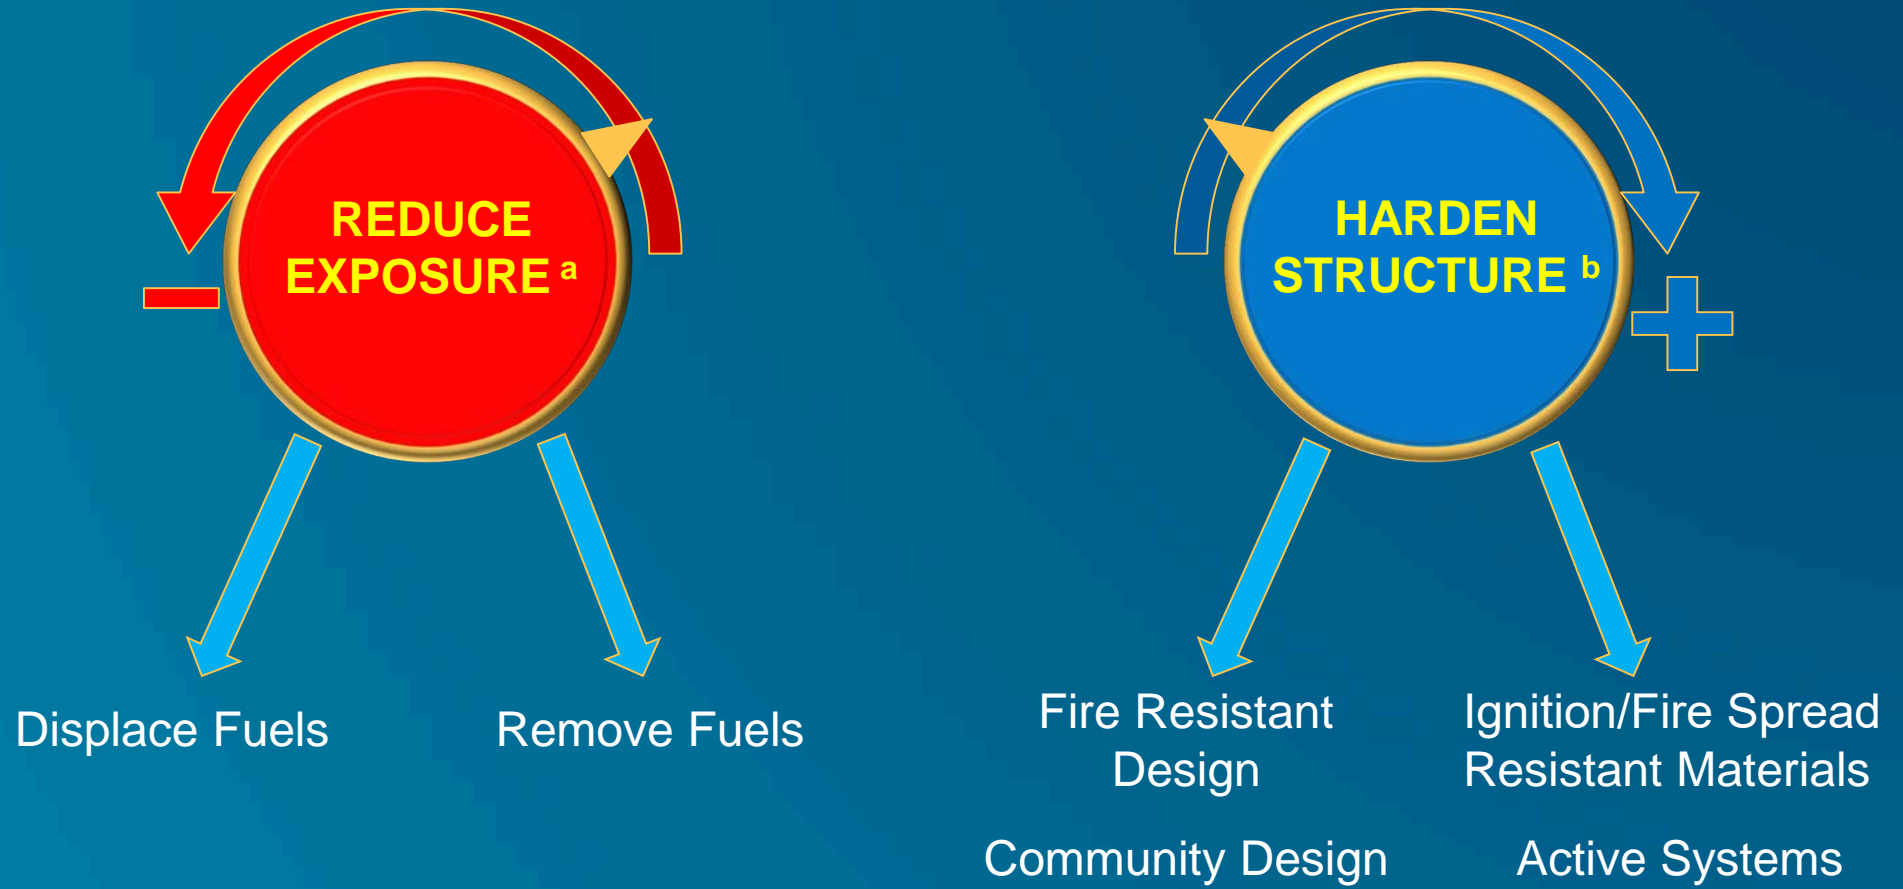 REDUCE
EXPOSURE a
HARDEN
STRUCTURE b
Displace Fuels
Remove Fuels
Fire Resistant
Design
Ignition/Fire Spread
Resistant Materials
Community Design
Active Systems